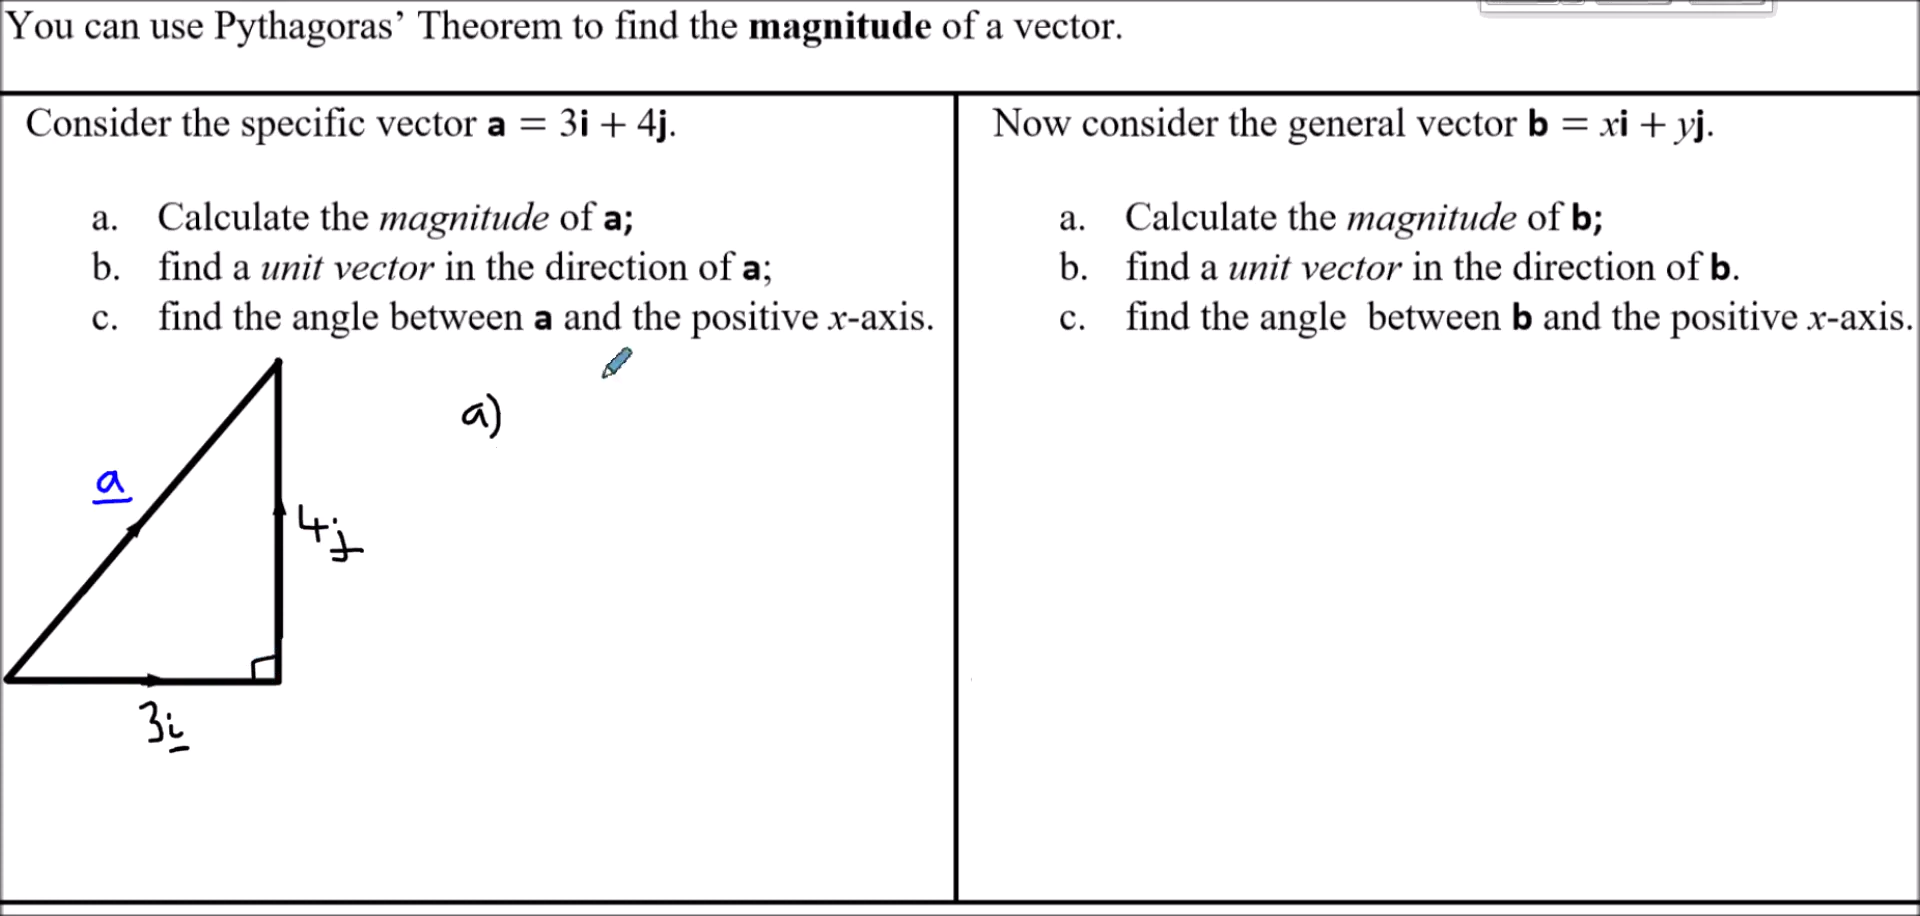 You can use Pythagoras’ Theorem to find the magnitude of a vector.
Consider the specific vector a = 3i + 4j.
a. Calculate the magnitude of a;
b. find a unit vector in the direction of a;
c. find the angle between a and the positive x-axis.
a)
a
4j
3i
Now consider the general vector b = xi + yj.
a. Calculate the magnitude of b;
b. find a unit vector in the direction of b.
c. find the angle between b and the positive x-axis.